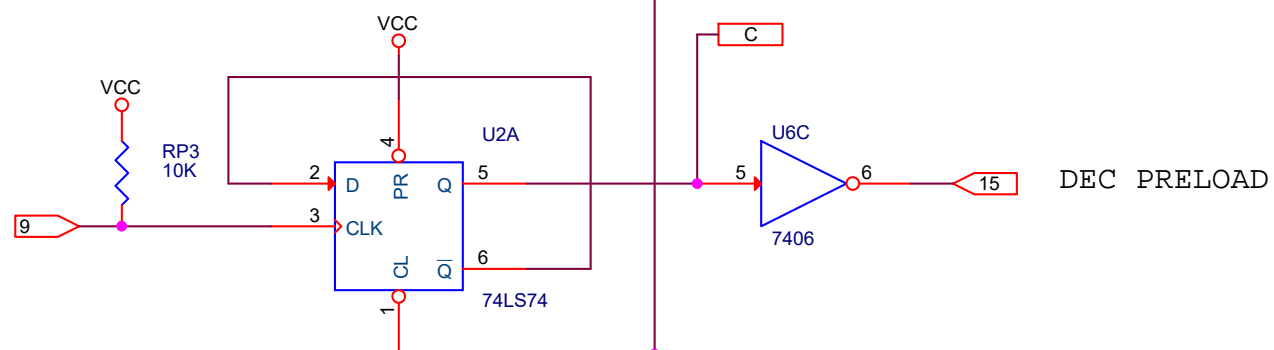 VCC
C
VCC
U2A
U6C
RP3
10K
4
2
D
PR
Q
5
5
6
15
DEC PRELOAD
9
3
CLK
7406
CL
Q̅
6
1
74LS74